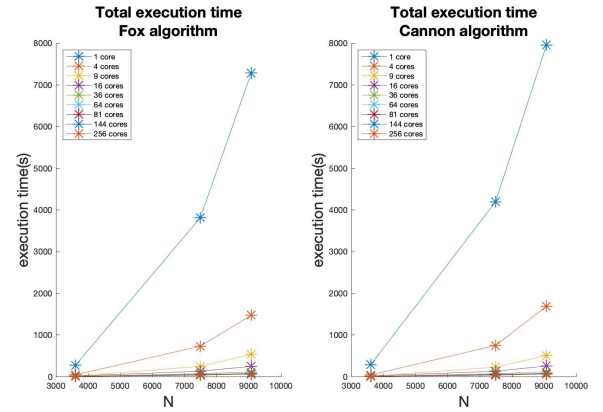 Total execution time
Fox algorithm
8000
7000
6000
5000
4000
3000
2000
1000
0
execution time(s)
1 core
4 cores
9 cores
16 cores
36 cores
64 cores
81 cores
144 cores
256 cores
3000 4000 5000 6000 7000 8000 9000 10000
N
Total execution time
Cannon algorithm
8000
7000
6000
5000
4000
3000
2000
1000
0
execution time(s)
1 core
4 cores
9 cores
16 cores
36 cores
64 cores
81 cores
144 cores
256 cores
3000 4000 5000 6000 7000 8000 9000 10000
N